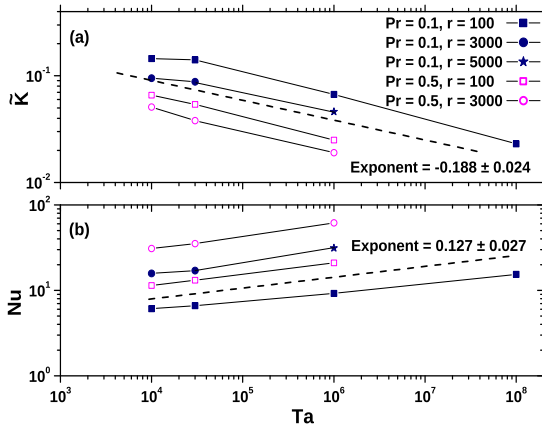 (a)
Pr = 0.1, r = 100
Pr = 0.1, r = 3000
Pr = 0.1, r = 5000
Pr = 0.5, r = 100
Pr = 0.5, r = 3000
10⁻¹
K̃
Exponent = -0.188 ± 0.024
10⁻²
10²
(b)
Exponent = 0.127 ± 0.027
Nu
10¹
10⁰
10³ 10⁴ 10⁵ 10⁶ 10⁷ 10⁸
Ta